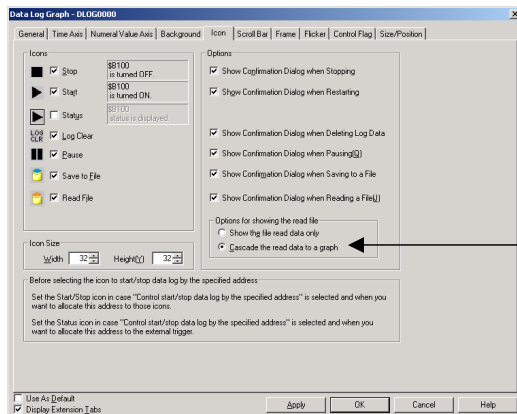 Data Log Graph - DLOG0000
General Time Axis Numeral Value Axis Background Icon Scroll Bar Frame Flicker Control Flag Size/Position
Icons
Stop
$B100
is turned OFF.
Start
$B100
is turned ON.
Status
$B100
status is displayed.
LOG
CLR
Log Clear
Pause
Save to File
Read File
Options
Show Confirmation Dialog when Stopping
Show Confirmation Dialog when Restarting
Show Confirmation Dialog when Deleting Log Data
Show Confirmation Dialog when Pausing(Q)
Show Confirmation Dialog when Saving to a File
Show Confirmation Dialog when Reading a File(J)
Options for showing the read file
Show the file read data only
Cascade the read data to a graph
Icon Size
Width 32 Height(Y) 32
Before selecting the icon to start/stop data log by the specified address
Set the Start/Stop icon in case "Control start/stop data log by the specified address" is selected and when you
want to allocate this address to those icons.
Set the Status icon in case "Control start/stop data log by the specified address" is selected and when you
want to allocate this address to the external trigger.
Use As Default
Display Extension Tabs
Apply OK Cancel Help